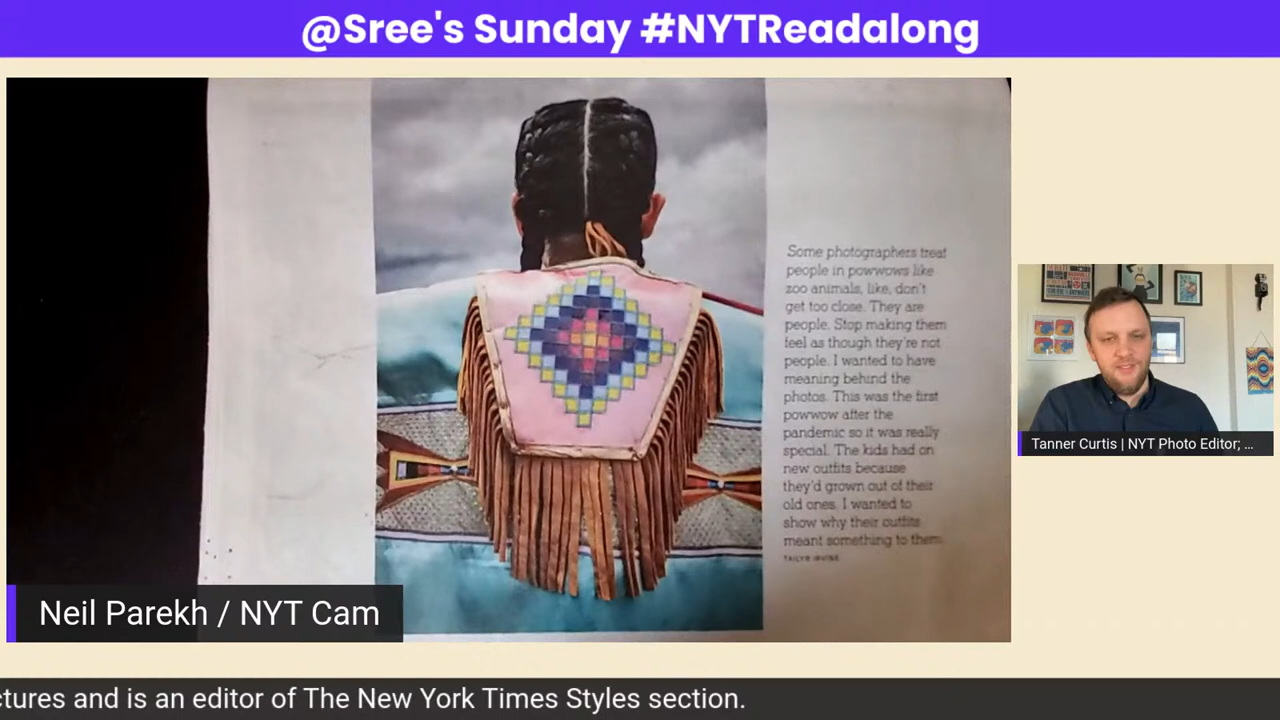 @Sree's Sunday #NYTReadalong
Some photographers treat
people in powwows like
zoo animals, like, don't
get too close. They are
people. Stop making them
feel as though they're not
people. I wanted to have
meaning behind the
photos. This was the first
powwow after the
pandemic so it was really
special. The kids had on
new outfits because
they'd grown out of their
old ones. I wanted to
show why their outfits
meant something to them.
TAILYR IRVINE
Tanner Curtis | NYT Photo Editor; ...
Neil Parekh / NYT Cam
ctures and is an editor of The New York Times Styles section.